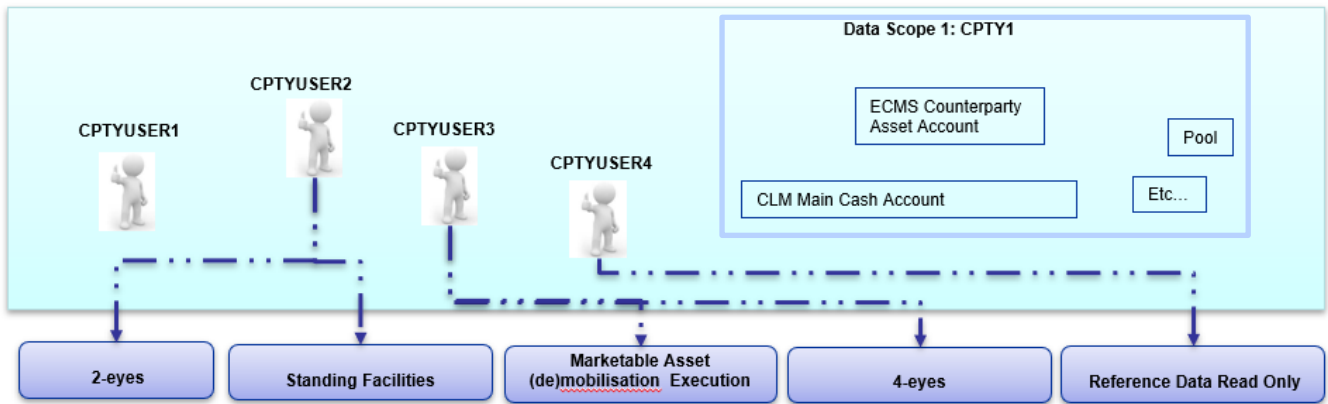 Data Scope 1: CPTY1
CPTYUSER2
CPTYUSER1
CPTYUSER3
CPTYUSER4
ECMS Counterparty
Asset Account
Pool
CLM Main Cash Account
Etc...
2-eyes
Standing Facilities
Marketable Asset
(de)mobilisation Execution
4-eyes
Reference Data Read Only